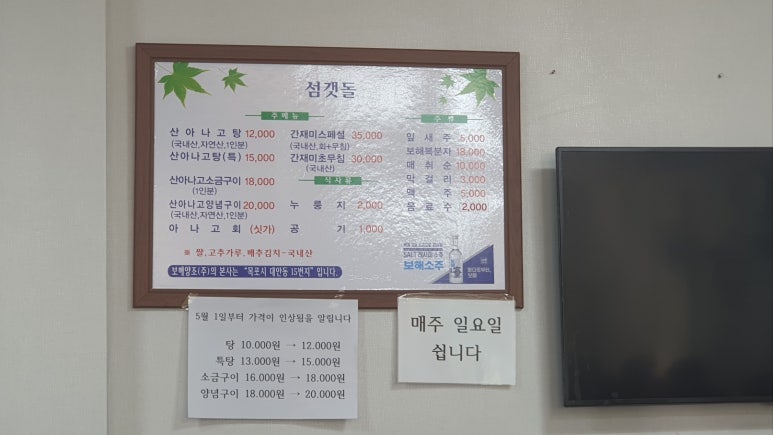 섬갯돌
주메뉴
산아나고탕 12,000
(국내산,자연산,1인분)
산아나고탕(특) 15,000
산아나고소금구이 18,000
(1인분)
산아나고양념구이 20,000
(국내산,자연산,1인분)
아나고회 (싯가)
간재미스페셜 35,000
(국내산,회+무침)
간재미초무침 30,000
(국내산)
식사류
누룽지 2,000
공기 1,000
주류
잎새주 5,000
보해복분자 13,000
매취순 10,000
막걸리 3,000
맥주 5,000
음료수 2,000
※ 쌀,고추가루,배추김치-국내산
보해양조(주)의 본사는 "목포시 대안동 15번지" 입니다.
보해소주
5월 1일부터 가격이 인상됨을 알립니다
탕 10.000원 → 12.000원
특탕 13.000원 → 15.000원
소금구이 16.000원 → 18.000원
양념구이 18.000원 → 20.000원
매주 일요일
쉽니다